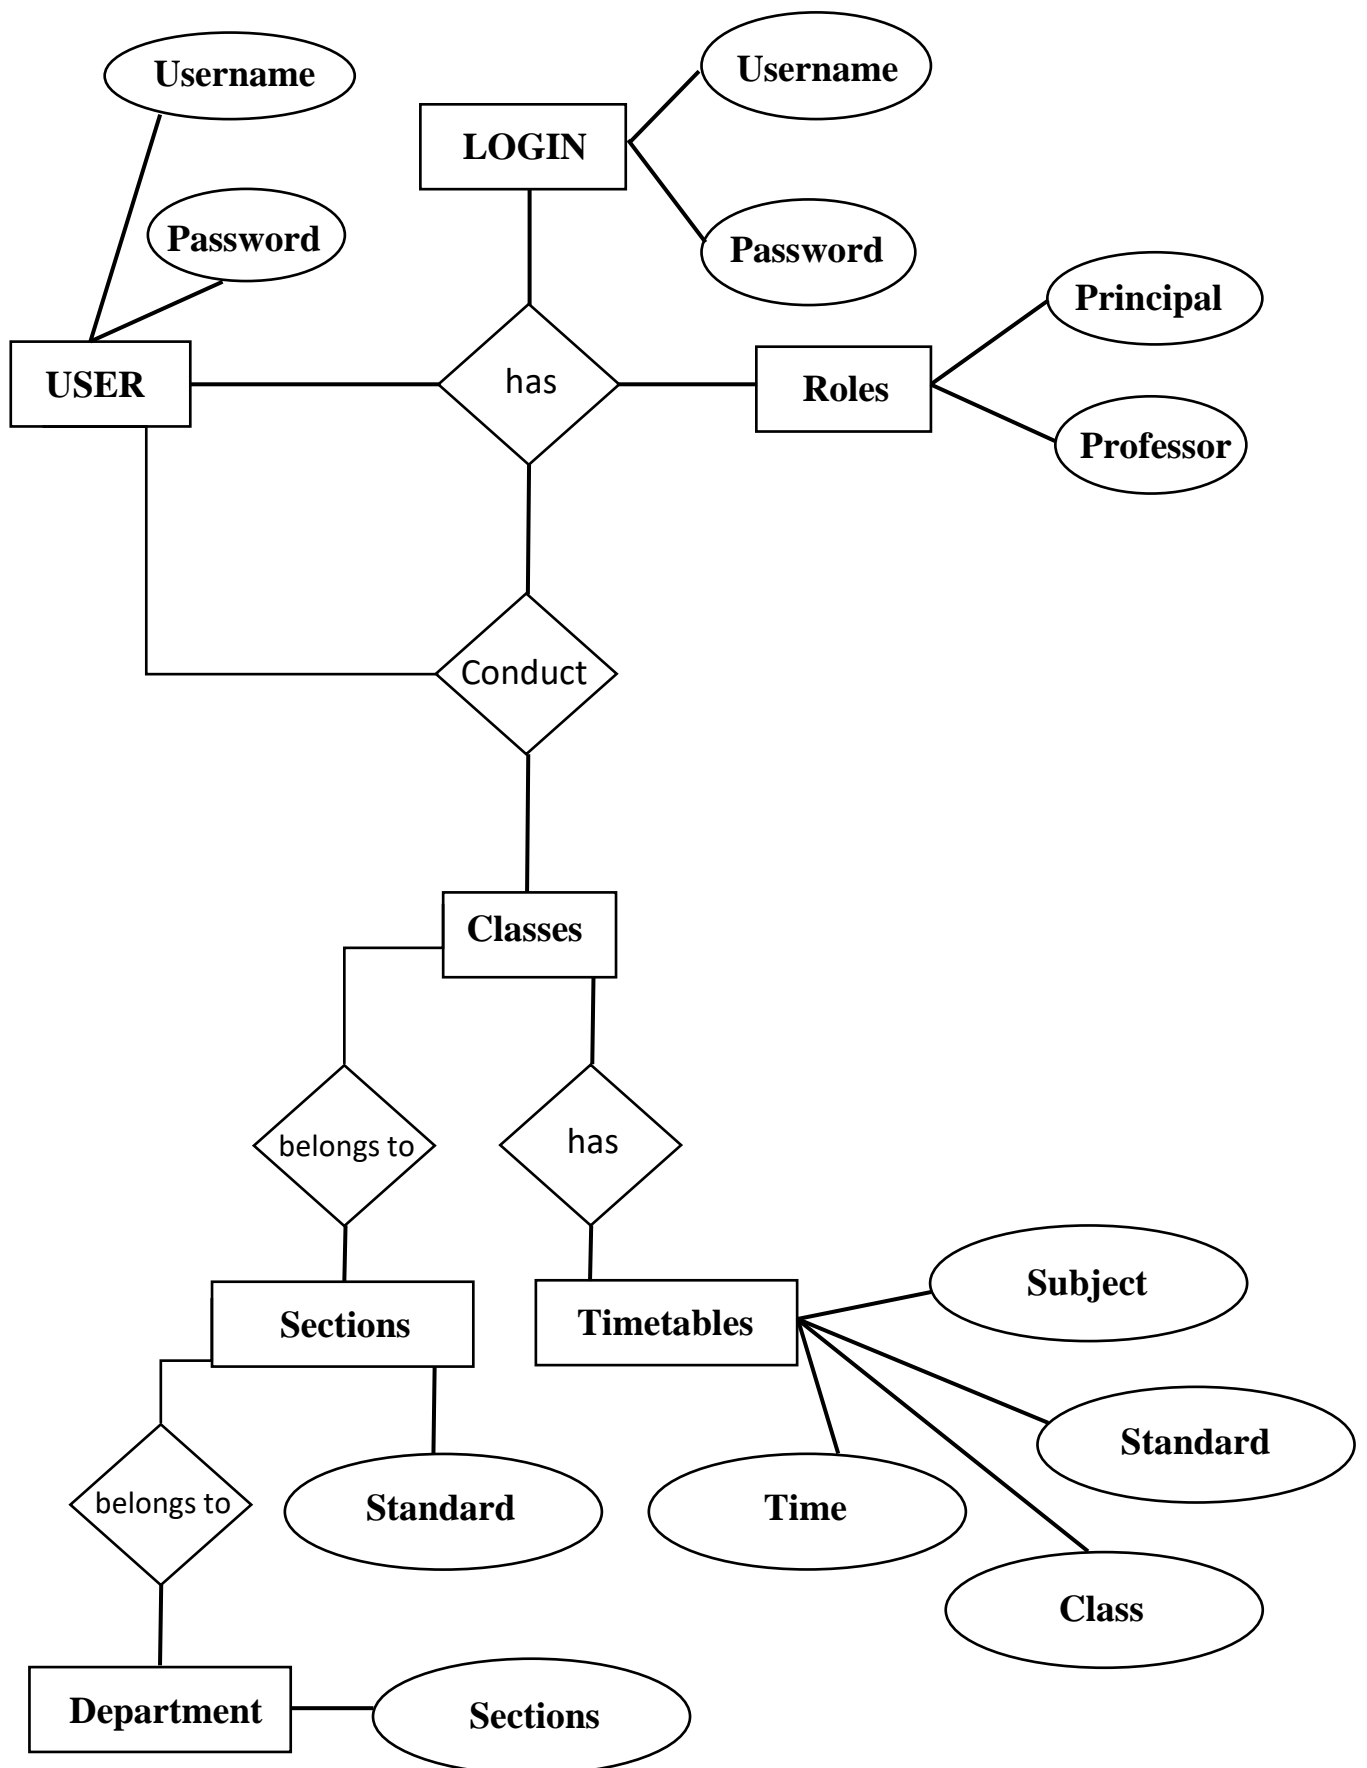 Username
Username
LOGIN
Password
Password
Principal
USER
has
Roles
Professor
Conduct
Classes
belongs to
has
Subject
Sections
Timetables
Standard
belongs to
Standard
Time
Class
Department
Sections